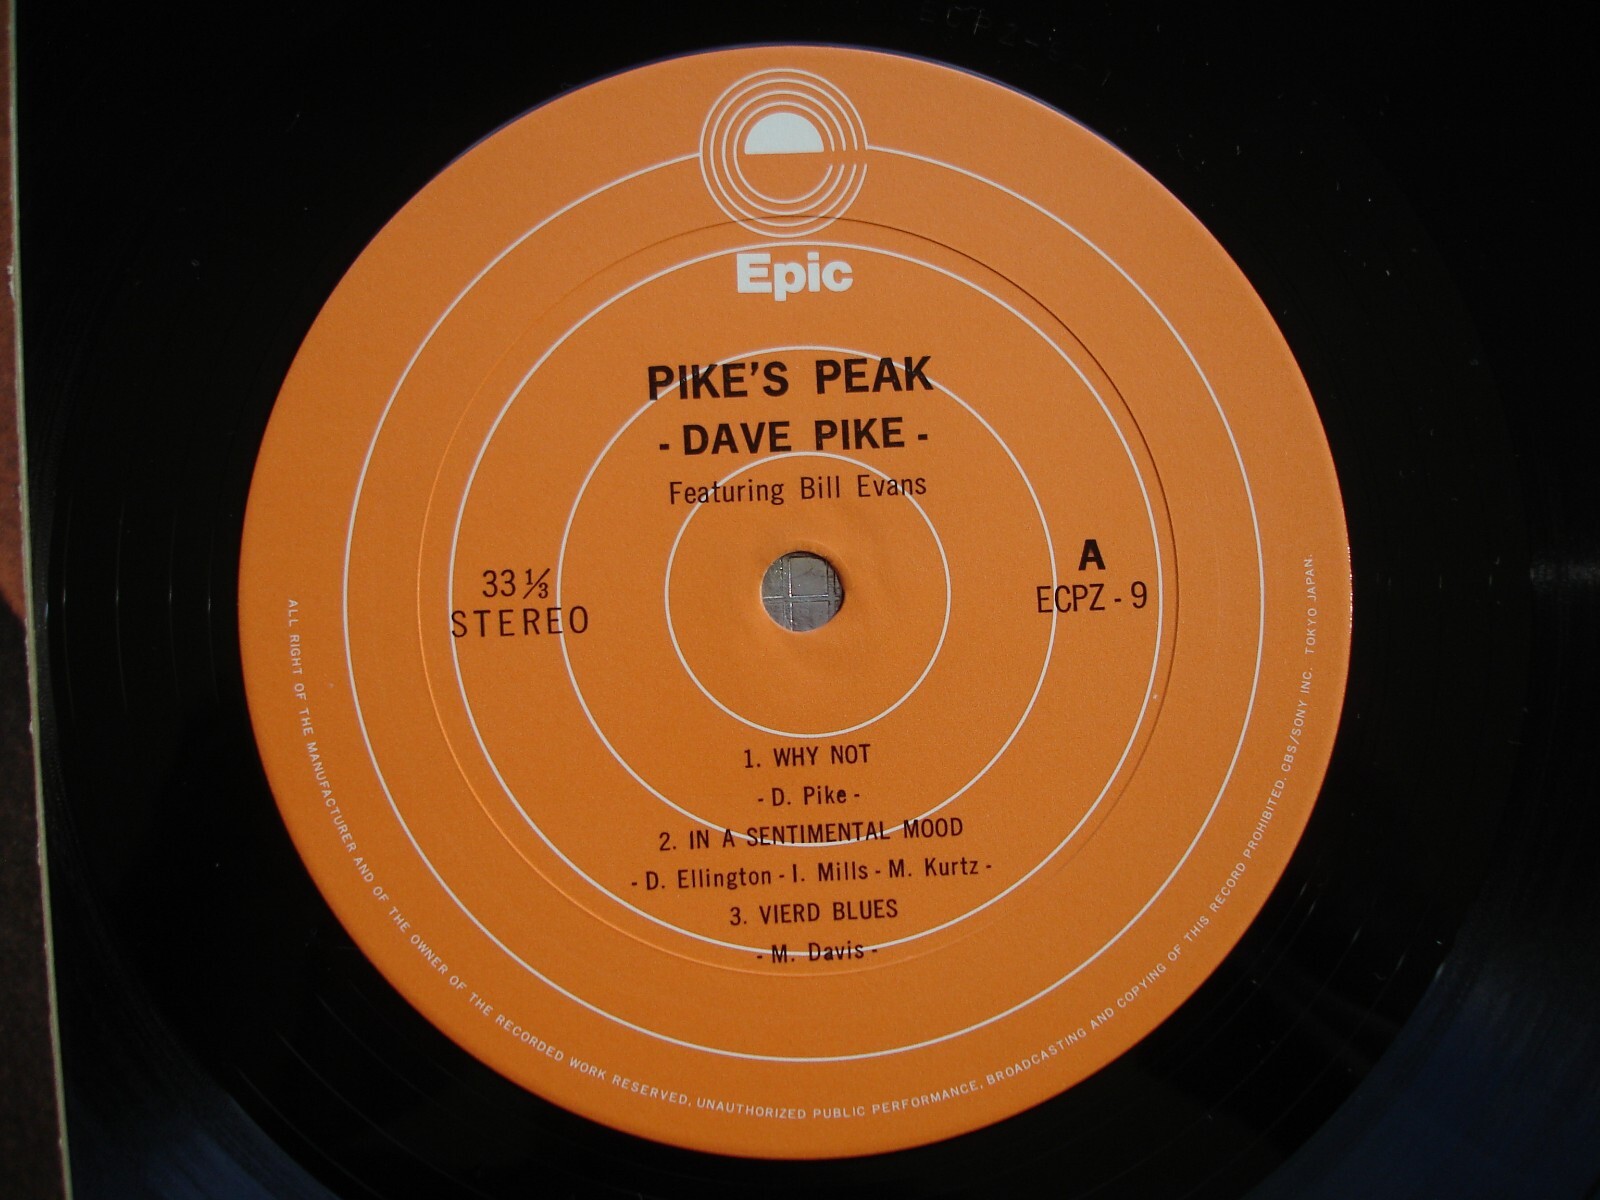 Epic
PIKE'S PEAK
- DAVE PIKE -
Featuring Bill Evans
33 ⅓
STEREO
A
ECPZ - 9
1. WHY NOT
- D. Pike -
2. IN A SENTIMENTAL MOOD
- D. Ellington - I. Mills - M. Kurtz -
3. VIERD BLUES
- M. Davis -
ALL RIGHT OF THE MANUFACTURER AND OF THE OWNER OF THE RECORDED WORK RESERVED, UNAUTHORIZED PUBLIC PERFORMANCE, BROADCASTING AND COPYING OF THIS RECORD PROHIBITED. CBS/SONY INC. TOKYO JAPAN.